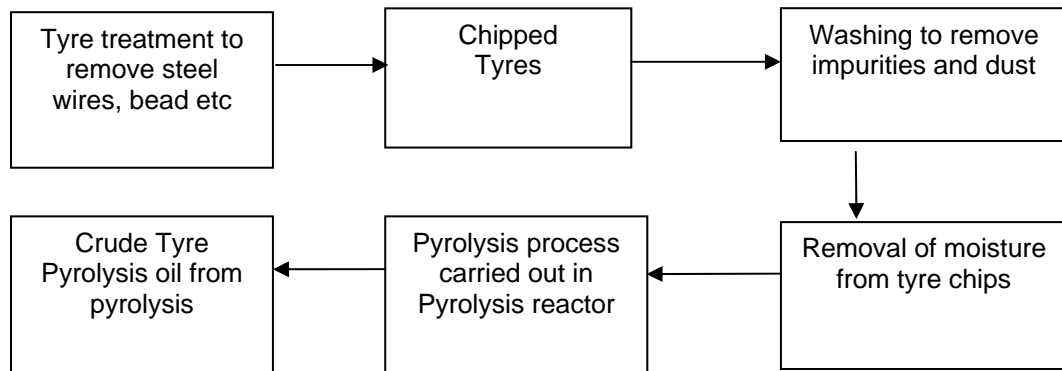 Tyre treatment to
remove steel
wires, bead etc
Chipped
Tyres
Washing to remove
impurities and dust
Removal of moisture
from tyre chips
Pyrolysis process
carried out in
Pyrolysis reactor
Crude Tyre
Pyrolysis oil from
pyrolysis